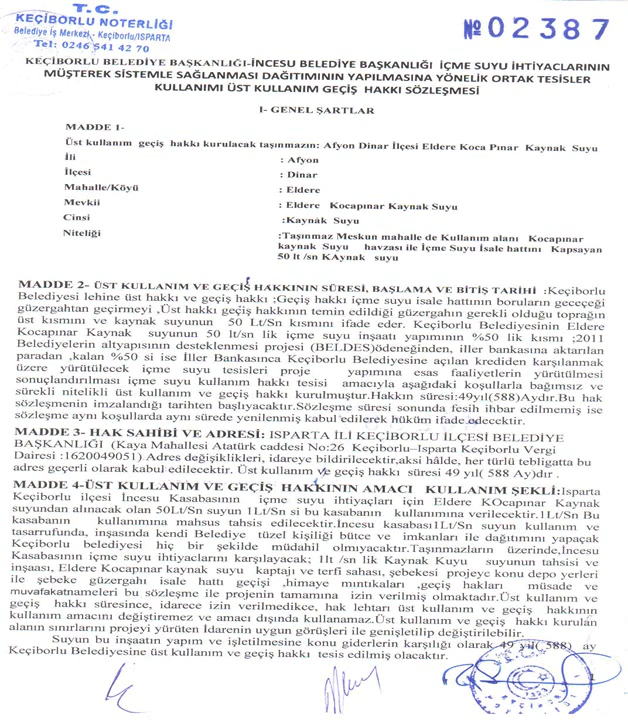 T.C.
KEÇİBORLU NOTERLİĞİ
Belediye İş Merkezi - Keçiborlu/ISPARTA
Tel: 0246 541 42 70
№ 02387
KEÇİBORLU BELEDİYE BAŞKANLIĞI-İNCESU BELEDİYE BAŞKANLIĞI İÇME SUYU İHTİYAÇLARININ
MÜŞTEREK SİSTEMLE SAĞLANMASI DAĞITIMININ YAPILMASINA YÖNELİK ORTAK TESİSLER
KULLANIMI ÜST KULLANIM GEÇİŞ HAKKI SÖZLEŞMESİ
I- GENEL ŞARTLAR
MADDE 1-
Üst kullanım geçiş hakkı kurulacak taşınmazın: Afyon Dinar İlçesi Eldere Koca Pınar Kaynak Suyu
İli : Afyon
İlçesi : Dinar
Mahalle/Köyü : Eldere
Mevkii : Eldere Kocapınar Kaynak Suyu
Cinsi :Kaynak Suyu
Niteliği :Taşınmaz Meskun mahalle de Kullanım alanı Kocapınar
kaynak Suyu havzası ile İçme Suyu İsale hattını Kapsayan
50 lt /sn KAynak suyu
MADDE 2- ÜST KULLANIM VE GEÇİŞ HAKKININ SÜRESİ, BAŞLAMA VE BİTİŞ TARİHİ :Keçiborlu
Belediyesi lehine üst hakkı ve geçiş hakkı ;Geçiş hakkı içme suyu isale hattının boruların geceçeği
güzergahtan geçirmeyi ,Üst hakkı geçiş hakkının temin edildiği güzergahın gerekli olduğu toprağın
üst kısmını ve kaynak suyunun 50 Lt/Sn kısmını ifade eder. Keçiborlu Belediyesinin Eldere
Kocapınar Kaynak suyunun 50 lt/sn lik içme suyu inşaatı yapımının %50 lik kısmı ;2011
Belediyelerin altyapısının desteklenmesi projesi (BELDES)ödeneğinden, iller bankasına aktarılan
paradan ,kalan %50 si ise İller Bankasınca Keçiborlu Belediyesine açılan krediden karşılanmak
üzere yürütülecek içme suyu tesisleri proje yapımına esas faaliyetlerin yürütülmesi
sonuçlandırılması içme suyu kullanım hakkı tesisi amacıyla aşağıdaki koşullarla bağımsız ve
sürekli nitelikli üst kullanım ve geçiş hakkı kurulmuştur.Hakkın süresi:49yıl(588)Aydır.Bu hak
sözleşmenin imzalandığı tarihten başlıyacaktır.Sözleşme süresi sonunda fesih ihbar edilmemiş ise
sözleşme aynı koşullarda aynı sürede yenilenmiş kabul edilerek hüküm ifade edecektir.
MADDE 3- HAK SAHİBİ VE ADRESİ: ISPARTA İLİ KEÇİBORLU İLÇESİ BELEDİYE
BAŞKANLIĞI (Kaya Mahallesi Atatürk caddesi No:26 Keçiborlu–Isparta Keçiborlu Vergi
Dairesi :1620049051) Adres değişiklikleri, idareye bildirilecektir,aksi hâlde, her türlü tebligatta bu
adres geçerli olarak kabul edilecektir. Üst kullanım ve geçiş hakkı süresi 49 yıl( 588 Ay)dır .
MADDE 4-ÜST KULLANIM VE GEÇİŞ HAKKININ AMACI KULLANIM ŞEKLİ:Isparta
Keçiborlu ilçesi İncesu Kasabasının içme suyu ihtiyaçları için Eldere KOcapınar Kaynak
suyundan alınacak olan 50Lt/Sn suyun 1Lt/Sn si bu kasabanın kullanımına verilecektir.1Lt/Sn Bu
kasabanın kullanımına mahsus tahsis edilecektir.İncesu kasabası1Lt/Sn suyun kullanım ve
tasarrufunda, inşasında kendi Belediye tüzel kişiliği bütce ve imkanları ile dağıtımını yapaçak
Keçiborlu belediyesi hiç bir şekilde müdahil olmıyacaktır.Taşınmazların üzerinde,İncesu
Kasabasının içme suyu ihtiyaçlarını karşılayacak; 1lt /sn lik Kaynak Kuyu suyunun tahsisi ve
inşaası, Eldere Kocapınar kaynak suyu kaptajı ve terfi sahası, şebekesi projeye konu depo yerleri
ile şebeke güzergahı isale hattı geçişi ,himaye mıntıkaları ,geçiş hakları müsade ve
muvafakatnameleri bu sözleşme ile projenin tamamına izin verilmiş olmaktadır.Üst kullanım ve
geçiş hakkı süresince, idarece izin verilmedikce, hak lehtarı üst kullanım ve geçiş hakkının
kullanım amacını değiştiremez ve amacı dışında kullanamaz.Üst kullanım ve geçiş hakkı kurulan
alanın sınırlarını projeyi yürüten İdarenin uygun görüşleri ile genişletilip değiştirilebilir.
Suyun bu inşaatın yapım ve işletilmesine konu giderlerin karşılığı olarak 49 yıl(588) ay
Keçiborlu Belediyesine üst kullanım ve geçiş hakkı tesis edilmiş olacaktır.
1